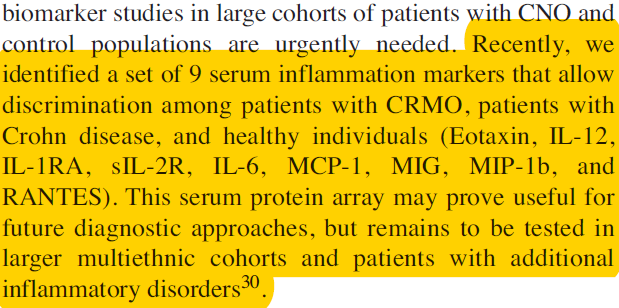 biomarker studies in large cohorts of patients with CNO and
control populations are urgently needed. Recently, we
identified a set of 9 serum inflammation markers that allow
discrimination among patients with CRMO, patients with
Crohn disease, and healthy individuals (Eotaxin, IL-12,
IL-1RA, sIL-2R, IL-6, MCP-1, MIG, MIP-1b, and
RANTES). This serum protein array may prove useful for
future diagnostic approaches, but remains to be tested in
larger multiethnic cohorts and patients with additional
inflammatory disorders30.